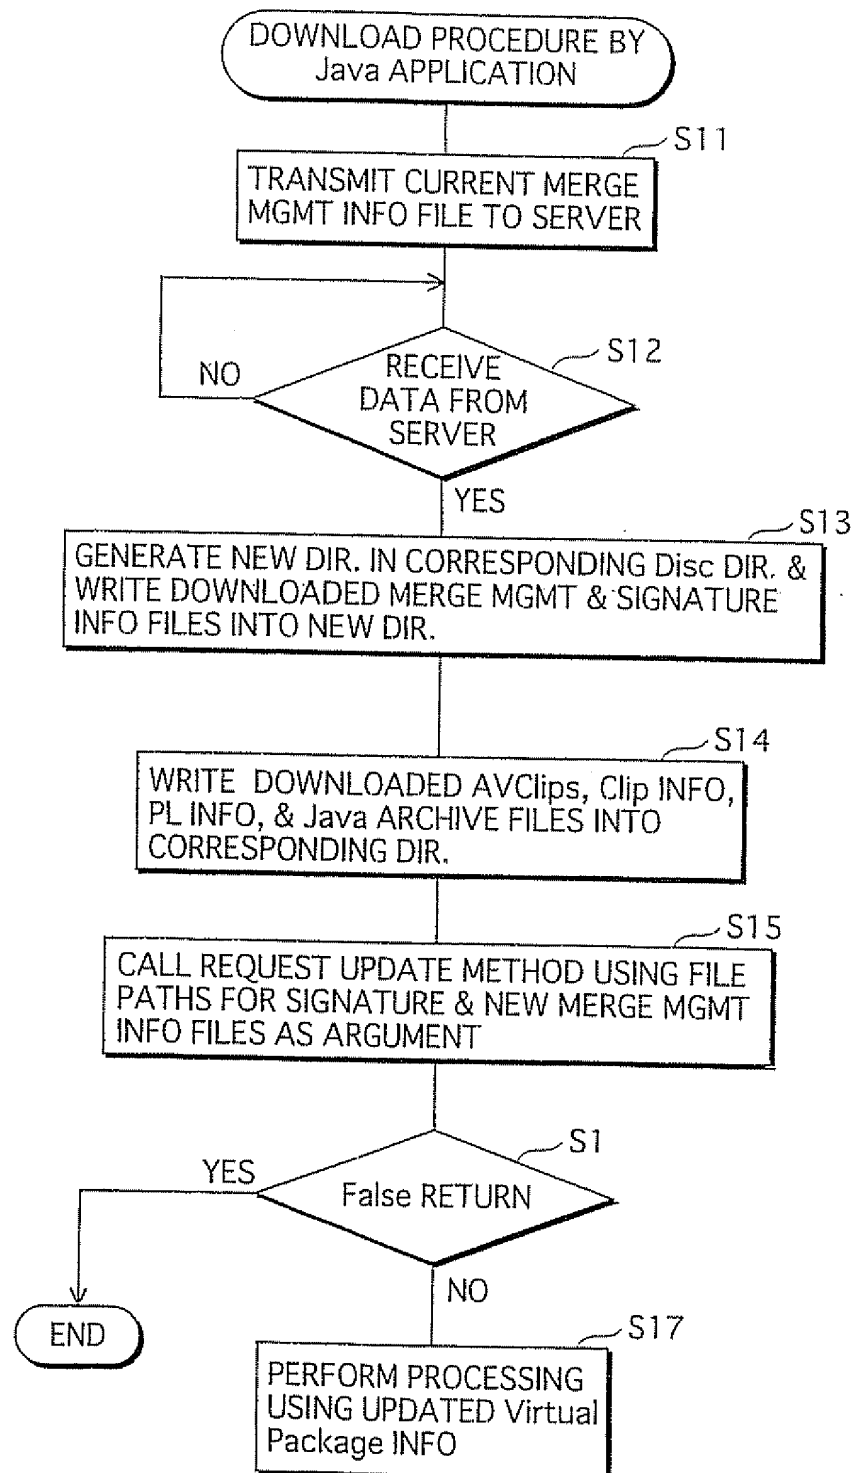 DOWNLOAD PROCEDURE BY
Java APPLICATION
S11
TRANSMIT CURRENT MERGE
MGMT INFO FILE TO SERVER
S12
NO
RECEIVE
DATA FROM
SERVER
YES
S13
GENERATE NEW DIR. IN CORRESPONDING Disc DIR. &
WRITE DOWNLOADED MERGE MGMT & SIGNATURE
INFO FILES INTO NEW DIR.
S14
WRITE DOWNLOADED AVClips, Clip INFO,
PL INFO, & Java ARCHIVE FILES INTO
CORRESPONDING DIR.
S15
CALL REQUEST UPDATE METHOD USING FILE
PATHS FOR SIGNATURE & NEW MERGE MGMT
INFO FILES AS ARGUMENT
S1
YES
False RETURN
NO
END
S17
PERFORM PROCESSING
USING UPDATED Virtual
Package INFO